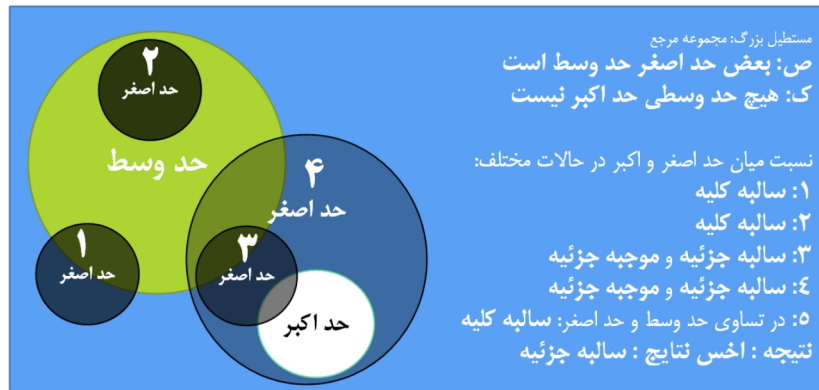 مستطیل بزرگ: مجموعه مرجع
ص: بعض حد اصغر حد وسط است
ک: هیچ حد وسطی حد اکبر نیست
نسبت میان حد اصغر و اکبر در حالات مختلف:
۱: سالبه کلیه
۲: سالبه کلیه
۳: سالبه جزئیه و موجبه جزئیه
٤: سالبه جزئیه و موجبه جزئیه
٥: در تساوی حد وسط و حد اصغر: سالبه کلیه
نتیجه : اخس نتایج : سالبه جزئیه
۲
حد اصغر
حد وسط
۴
حد اصغر
۱
حد اصغر
۳
حد اصغر
حد اکبر